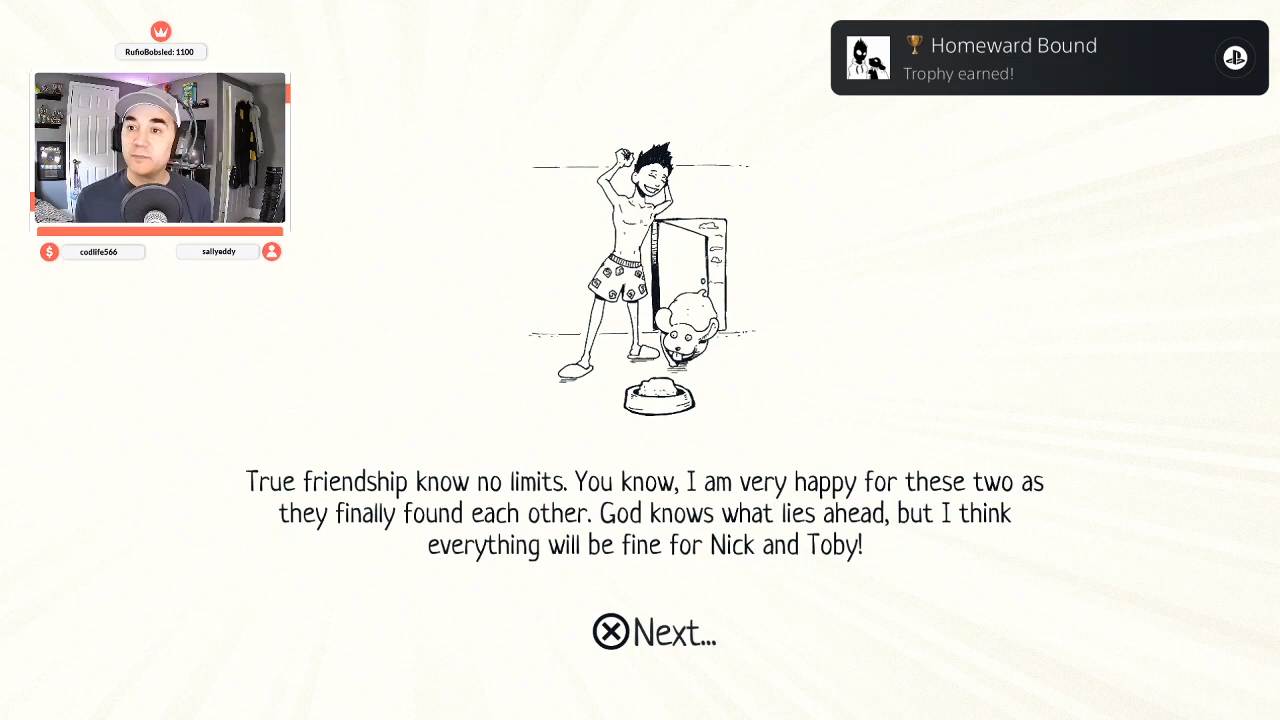 RufioBobsled: 1100
Homeward Bound
Trophy earned!
codlife566
sallyeddy
True friendship know no limits. You know, I am very happy for these two as
they finally found each other. God knows what lies ahead, but I think
everything will be fine for Nick and Toby!
Next...